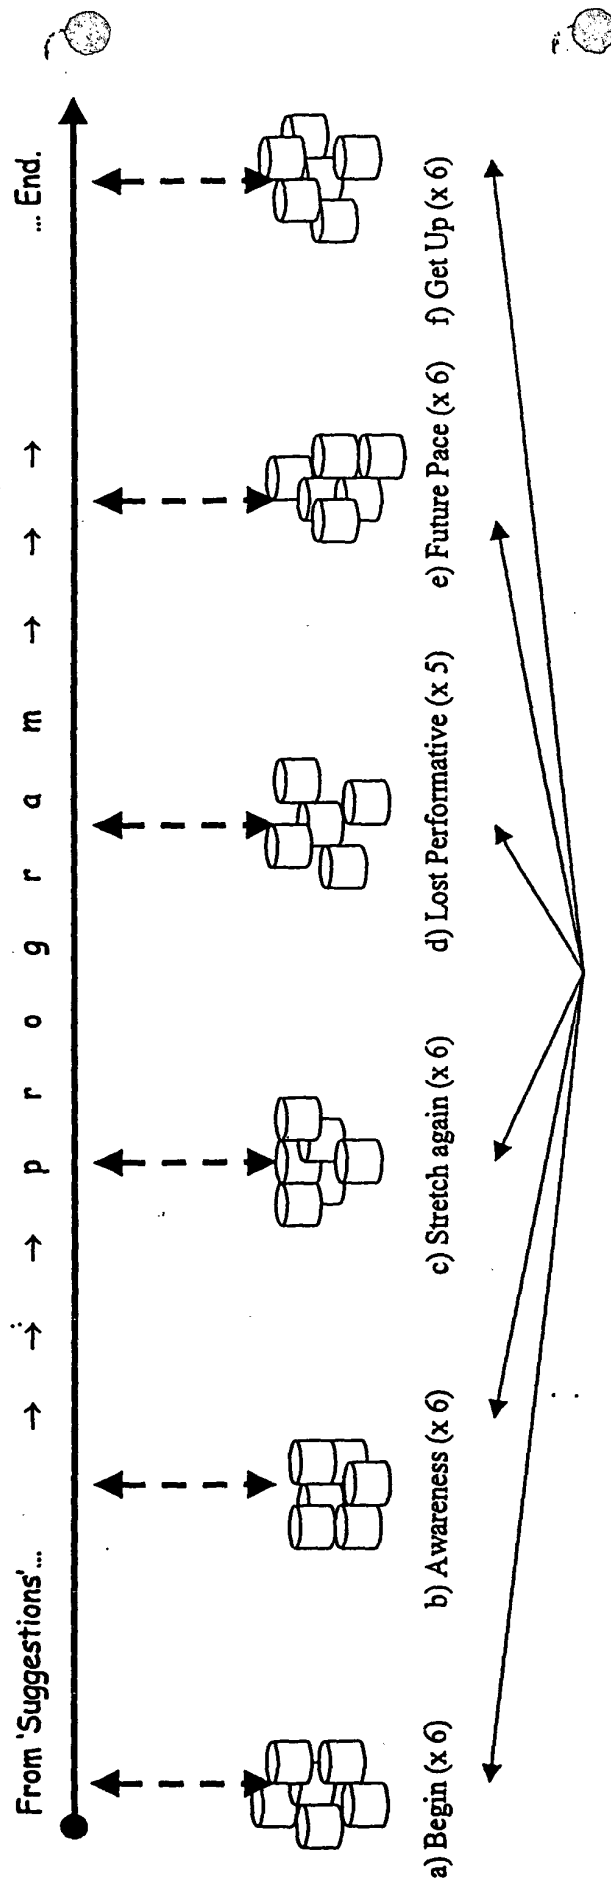 From 'Suggestions'... → → → p r o g r a m → → → ... End.
a) Begin (x 6)
b) Awareness (x 6)
c) Stretch again (x 6)
d) Lost Performative (x 5)
e) Future Pace (x 6)
f) Get Up (x 6)